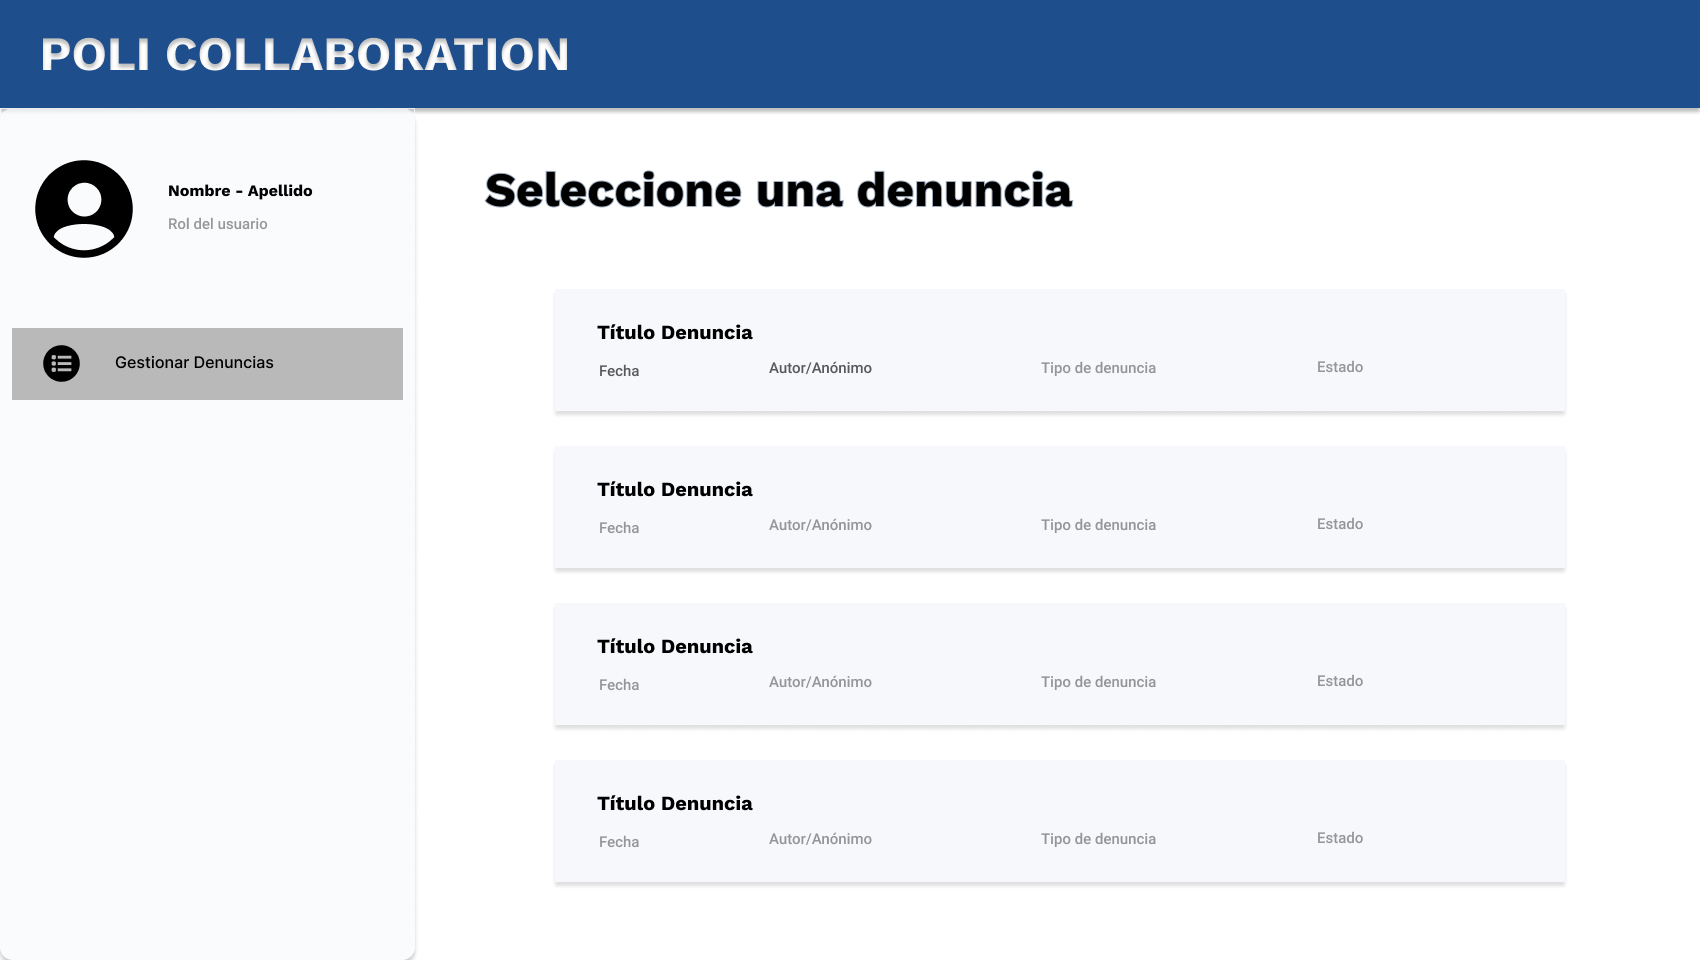 POLI COLLABORATION
Nombre - Apellido
Rol del usuario
Gestionar Denuncias
Seleccione una denuncia
Título Denuncia
Fecha Autor/Anónimo Tipo de denuncia Estado
Título Denuncia
Fecha Autor/Anónimo Tipo de denuncia Estado
Título Denuncia
Fecha Autor/Anónimo Tipo de denuncia Estado
Título Denuncia
Fecha Autor/Anónimo Tipo de denuncia Estado